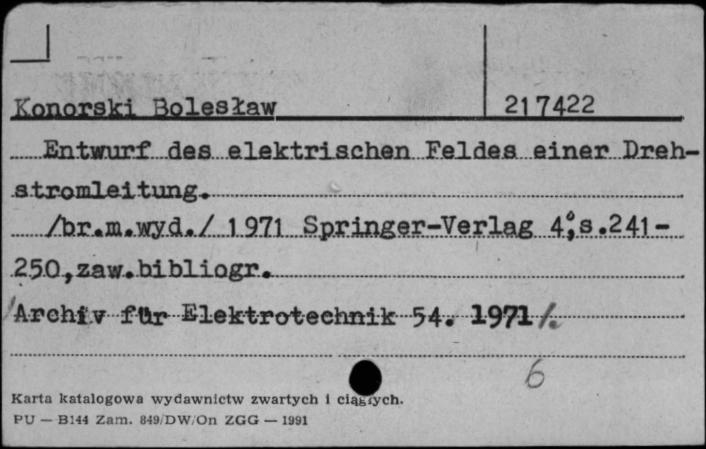 Konorski Bolesław 217422
Entwurf des elektrischen Feldes einer Dreh-
stromleitung.
/br.m.wyd./ 1971 Springer-Verlag 4°,s.241-
250,zaw.bibliogr.
/Archiv für Elektrotechnik 54. 1971/.
6
Karta katalogowa wydawnictw zwartych i ciągłych.
PU — B144 Zam. 849/DW/On ZGG — 1991